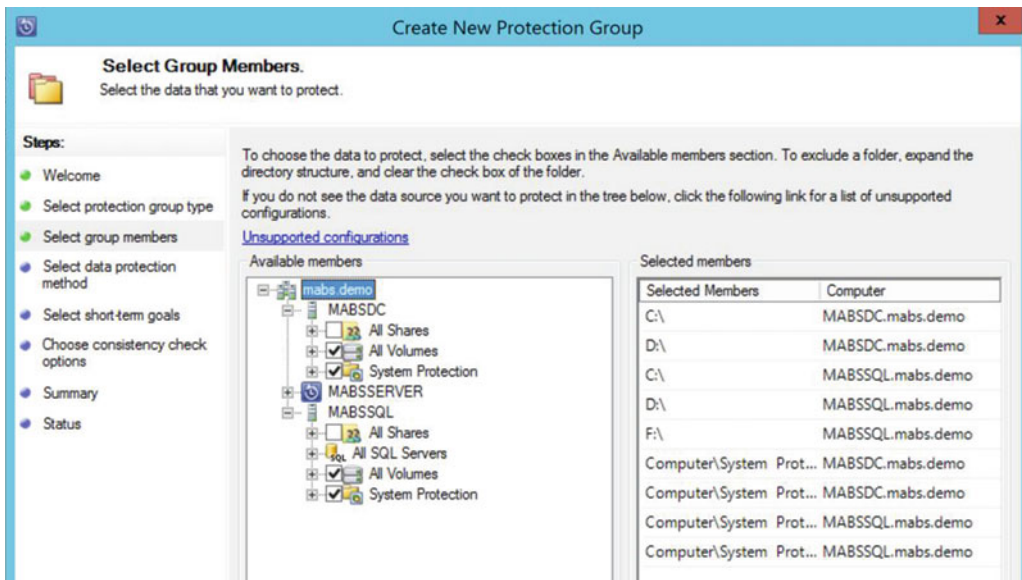 Create New Protection Group
x
Select Group Members.
Select the data that you want to protect.
Steps:
Welcome
Select protection group type
Select group members
Select data protection
method
Select short-term goals
Choose consistency check
options
Summary
Status
To choose the data to protect, select the check boxes in the Available members section. To exclude a folder, expand the
directory structure, and clear the check box of the folder.
If you do not see the data source you want to protect in the tree below, click the following link for a list of unsupported
configurations.
Unsupported configurations
Available members
mabs.demo
MABSDC
All Shares
All Volumes
System Protection
MABSSERVER
MABSSQL
All Shares
SQL All SQL Servers
All Volumes
System Protection
Selected members
Selected Members Computer
C:\ MABSDC.mabs.demo
D:\ MABSDC.mabs.demo
C:\ MABSSQL.mabs.demo
D:\ MABSSQL.mabs.demo
F:\ MABSSQL.mabs.demo
Computer\System Prot... MABSDC.mabs.demo
Computer\System Prot... MABSDC.mabs.demo
Computer\System Prot... MABSSQL.mabs.demo
Computer\System Prot... MABSSQL.mabs.demo